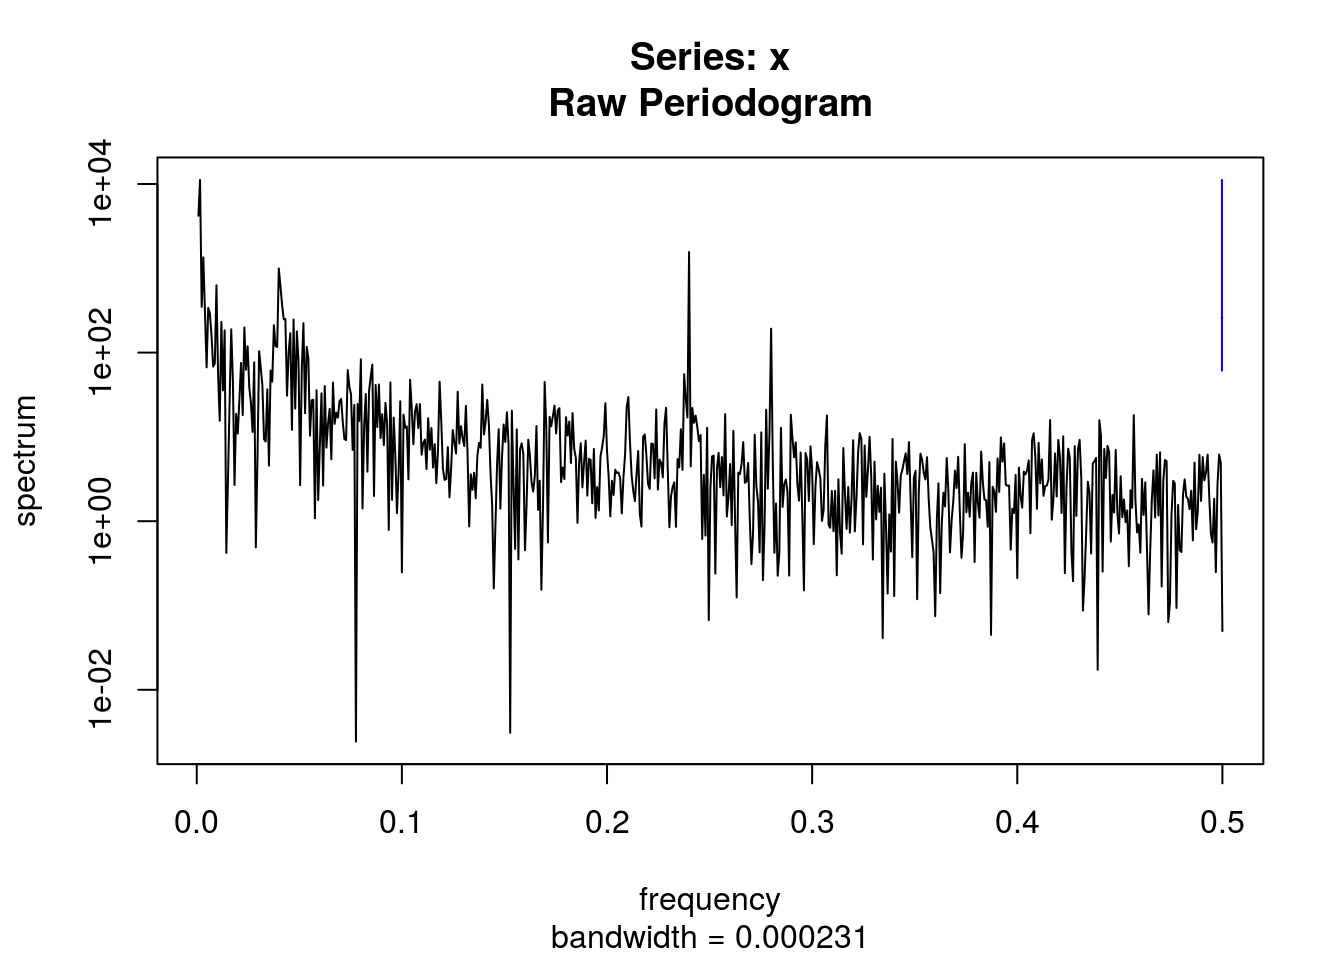 Series: x
Raw Periodogram
spectrum
1e+04
1e+02
1e+00
1e-02
0.0 0.1 0.2 0.3 0.4 0.5
frequency
bandwidth = 0.000231